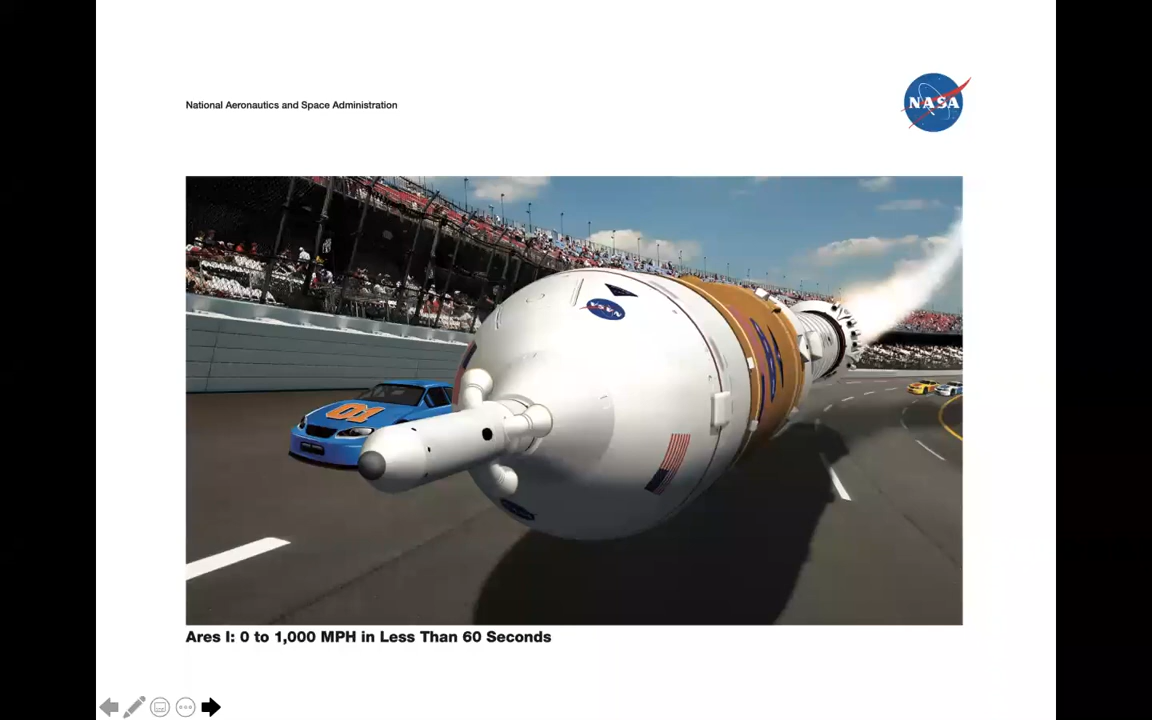 National Aeronautics and Space Administration
NASA
NASA
01
Ares I: 0 to 1,000 MPH in Less Than 60 Seconds